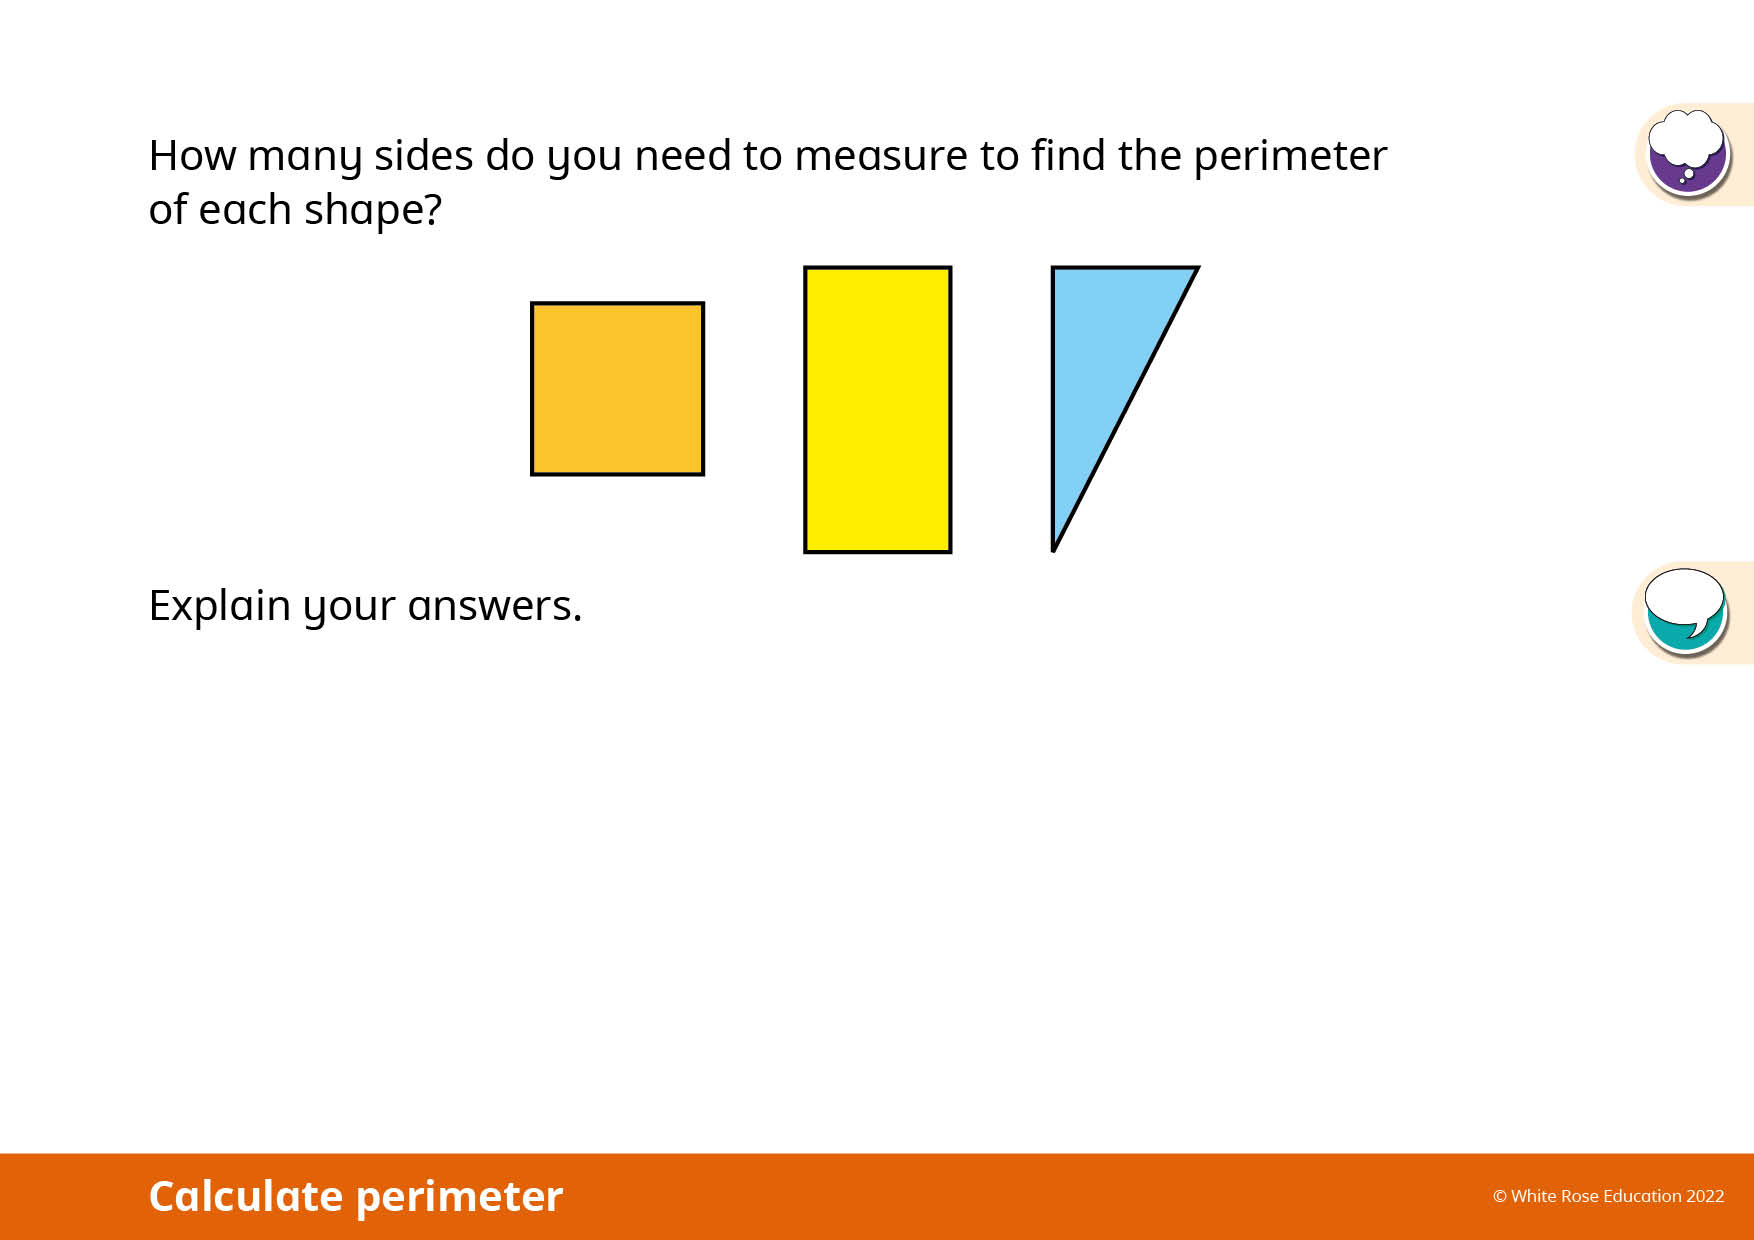 How many sides do you need to measure to find the perimeter
of each shape?
Explain your answers.
Calculate perimeter
© White Rose Education 2022